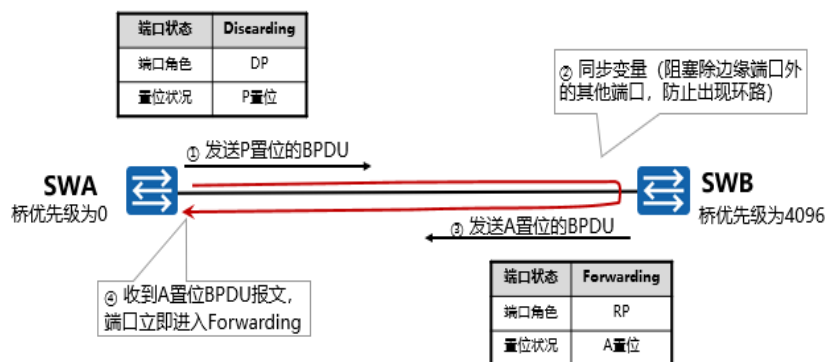 端口状态 Discarding
端口角色 DP
置位状况 P置位
② 同步变量（阻塞除边缘端口外
的其他端口，防止出现环路）
① 发送P置位的BPDU
SWA
桥优先级为0
SWB
桥优先级为4096
③ 发送A置位的BPDU
④ 收到A置位BPDU报文，
端口立即进入Forwarding
端口状态 Forwarding
端口角色 RP
置位状况 A置位